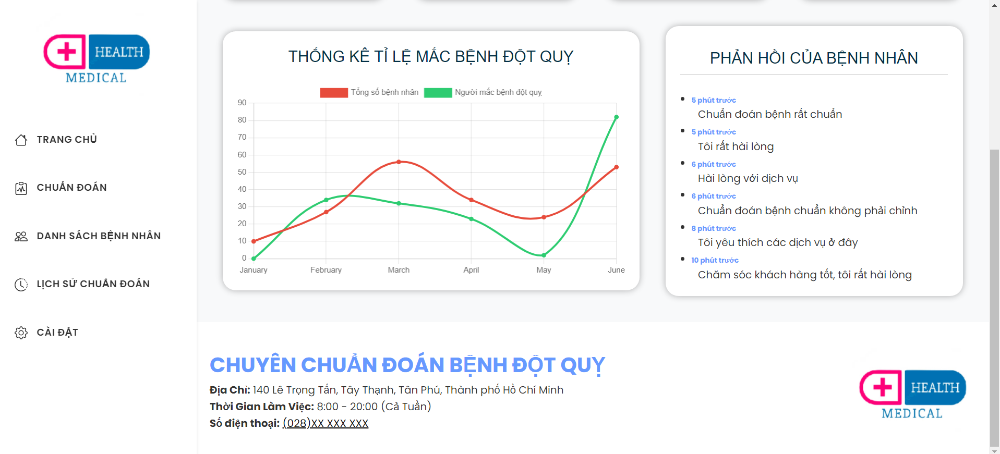 HEALTH
MEDICAL
TRANG CHỦ
CHUẨN ĐOÁN
DANH SÁCH BỆNH NHÂN
LỊCH SỬ CHUẨN ĐOÁN
CÀI ĐẶT
THỐNG KÊ TỈ LỆ MẮC BỆNH ĐỘT QUỴ
Tổng số bệnh nhân Người mắc bệnh đột quỵ
90
80
70
60
50
40
30
20
10
0
January February March April May June
PHẢN HỒI CỦA BỆNH NHÂN
5 phút trước
Chuẩn đoán bệnh rất chuẩn
5 phút trước
Tôi rất hài lòng
6 phút trước
Hài lòng với dịch vụ
6 phút trước
Chuẩn đoán bệnh chuẩn không phải chỉnh
8 phút trước
Tôi yêu thích các dịch vụ ở đây
10 phút trước
Chăm sóc khách hàng tốt, tôi rất hài lòng
CHUYÊN CHUẨN ĐOÁN BỆNH ĐỘT QUỴ
Địa Chỉ: 140 Lê Trọng Tấn, Tây Thạnh, Tân Phú, Thành phố Hồ Chí Minh
Thời Gian Làm Việc: 8:00 - 20:00 (Cả Tuần)
Số điện thoại: (028)XX XXX XXX
HEALTH
MEDICAL